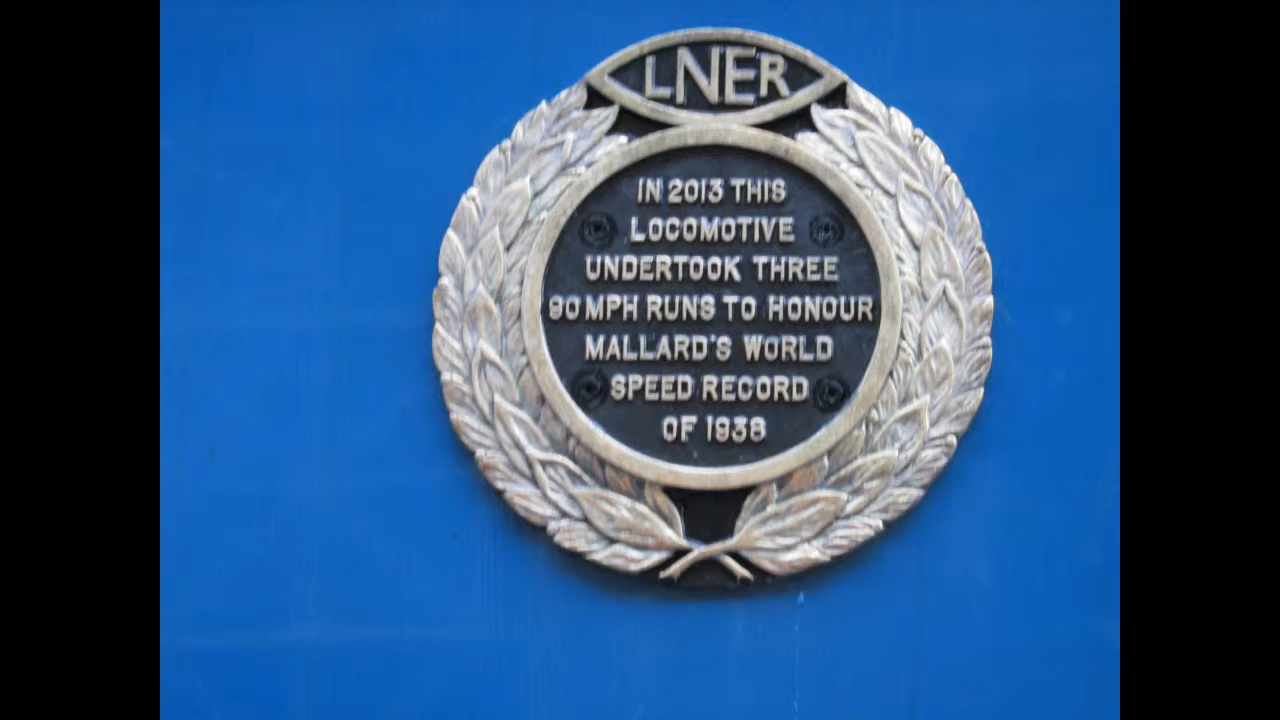 LNER
IN 2013 THIS
LOCOMOTIVE
UNDERTOOK THREE
90 MPH RUNS TO HONOUR
MALLARD'S WORLD
SPEED RECORD
OF 1938